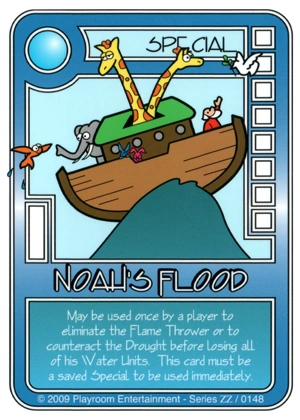 SPECIAL
NOAH'S FLOOD
May be used once by a player to
eliminate the Flame Thrower or to
counteract the Drought before losing all
of his Water Units. This card must be
a saved Special to be used immediately.
© 2009 Playroom Entertainment - Series ZZ / 0148